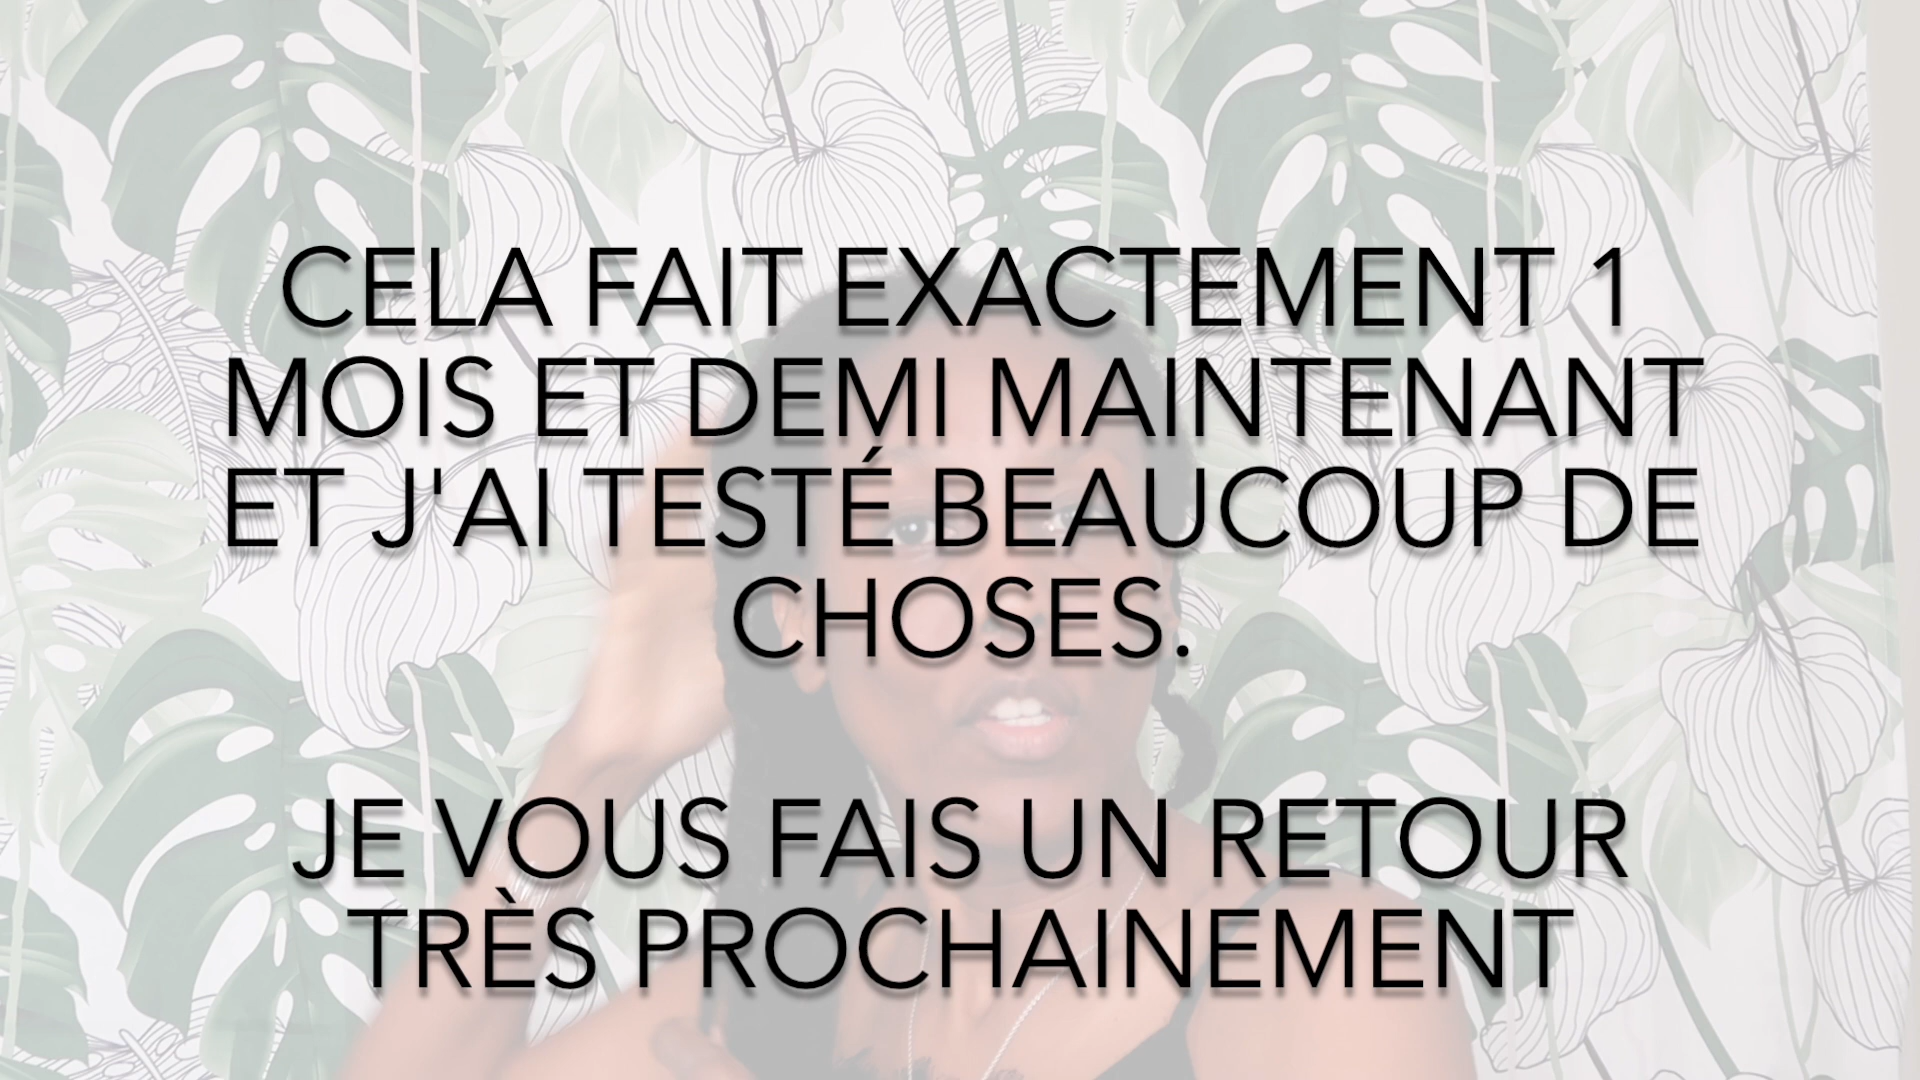 CELA FAIT EXACTEMENT 1
MOIS ET DEMI MAINTENANT
ET J'AI TESTÉ BEAUCOUP DE
CHOSES.
JE VOUS FAIS UN RETOUR
TRÈS PROCHAINEMENT